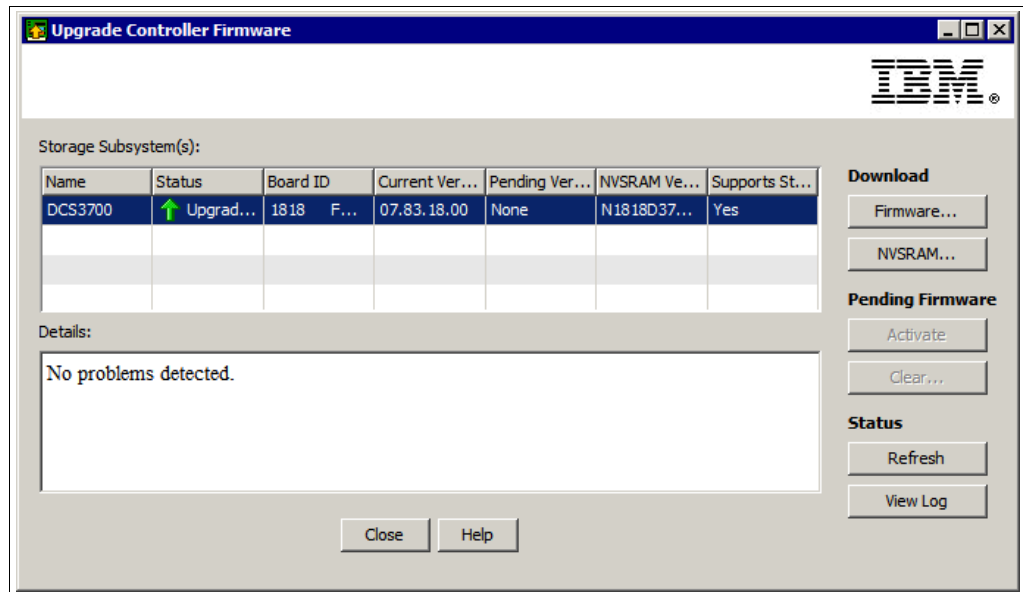 Upgrade Controller Firmware
IBM®
Storage Subsystem(s):
Name Status Board ID Current Ver... Pending Ver... NVSRAM Ve... Supports St...
DCS3700 Upgrad... 1818 F... 07.83.18.00 None N1818D37... Yes
Details:
No problems detected.
Download
Firmware...
NVSRAM...
Pending Firmware
Activate
Clear...
Status
Refresh
View Log
Close Help